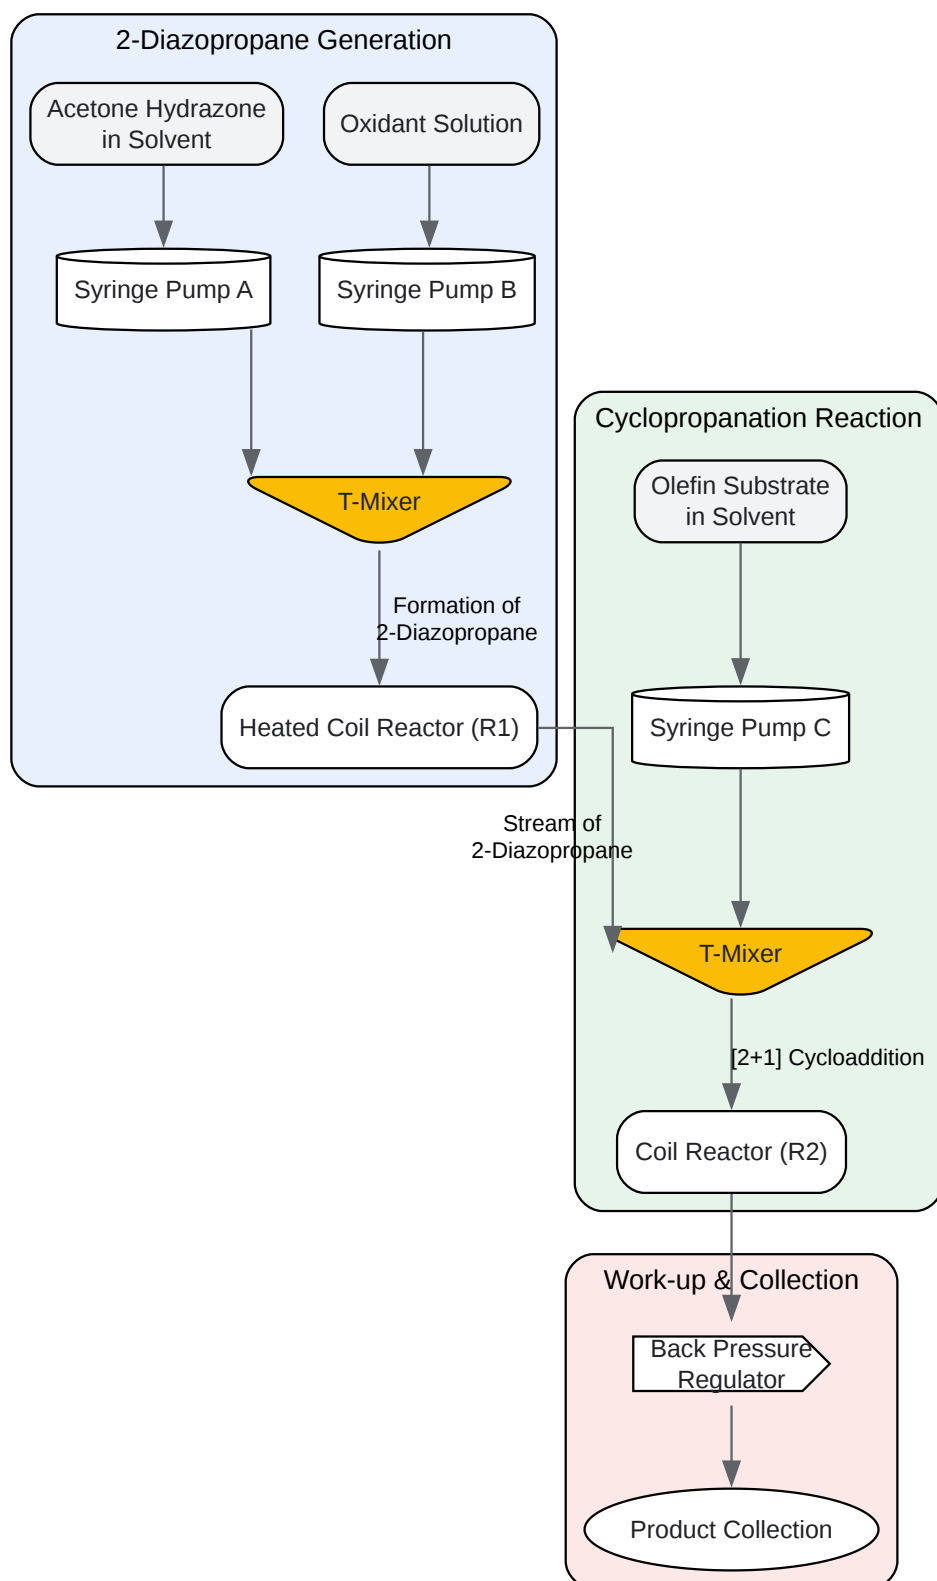 2-Diazopropane Generation
Acetone Hydrazone
in Solvent
Oxidant Solution
Syringe Pump A
Syringe Pump B
T-Mixer
Formation of
2-Diazopropane
Heated Coil Reactor (R1)
Stream of
2-Diazopropane
Cyclopropanation Reaction
Olefin Substrate
in Solvent
Syringe Pump C
T-Mixer
[2+1] Cycloaddition
Coil Reactor (R2)
Work-up & Collection
Back Pressure
Regulator
Product Collection